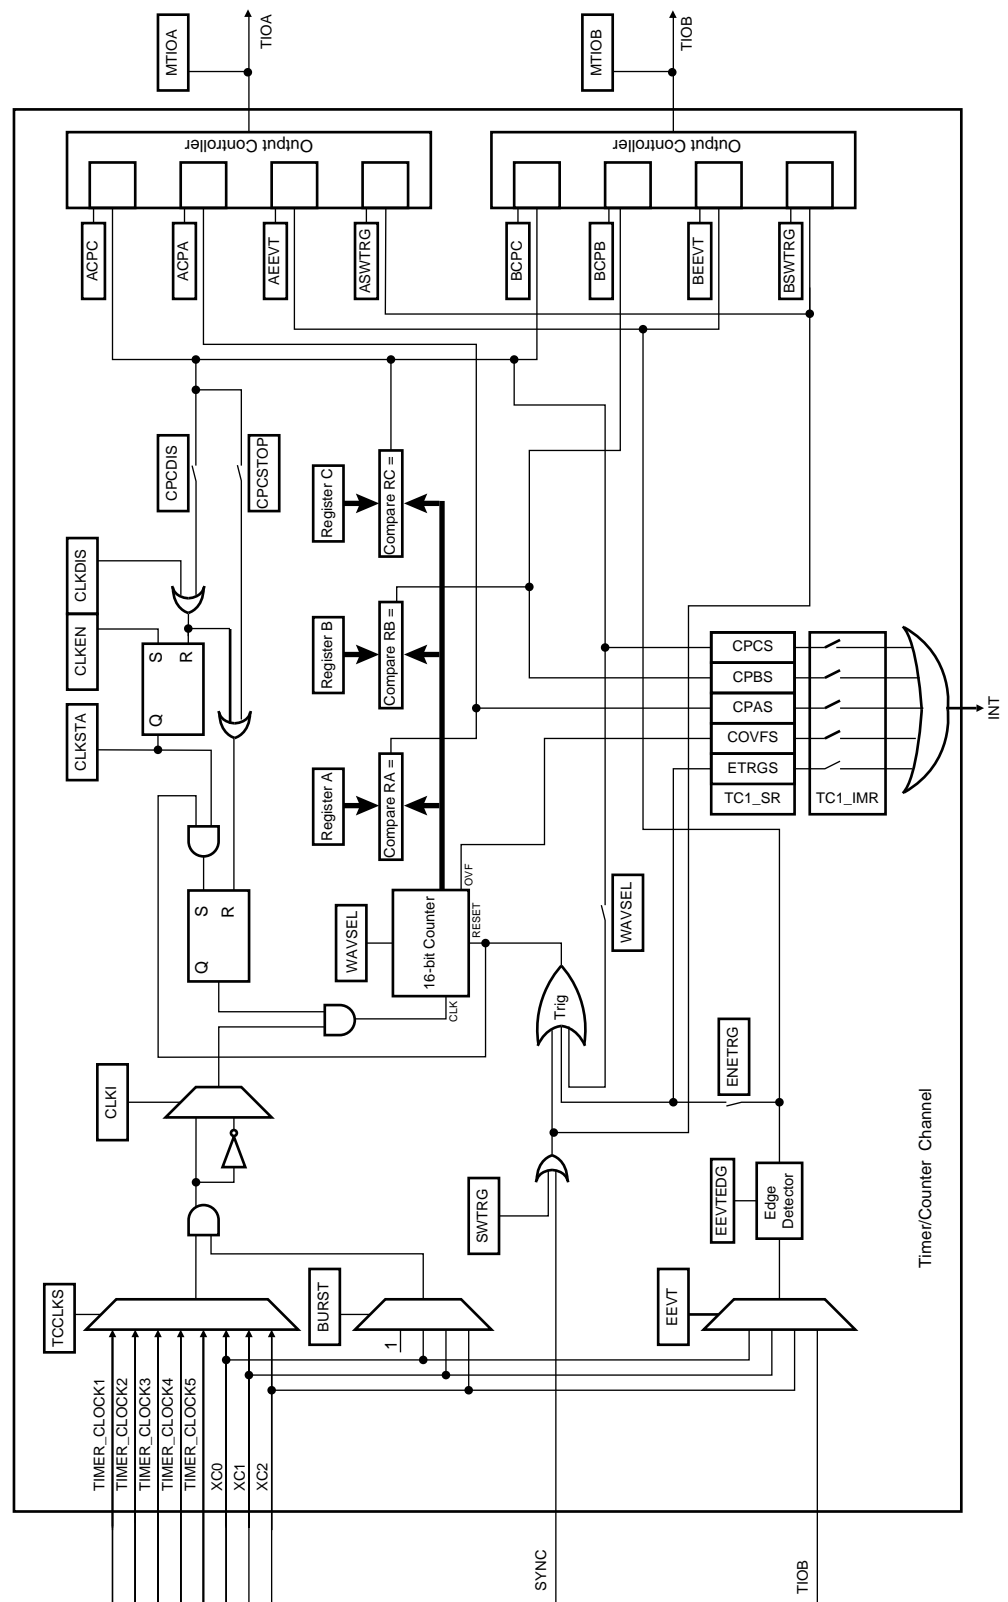 TCCLKS
TIMER_CLOCK1
TIMER_CLOCK2
TIMER_CLOCK3
TIMER_CLOCK4
TIMER_CLOCK5
XC0
XC1
XC2
CLKI
CLKSTA
CLKEN
CLKDIS
Q
S
R
Q
S
R
CPCDIS
CPCSTOP
ACPC
ACPA
AEEVT
ASWTRG
Output Controller
MTIOA
TIOA
BURST
1
WAVSEL
16-bit Counter
CLK
RESET
OVF
Register A
Register B
Register C
Compare RA =
Compare RB =
Compare RC =
BCPC
BCPB
BEEVT
BSWTRG
Output Controller
MTIOB
TIOB
SYNC
SWTRG
Trig
WAVSEL
EEVT
EEVTEDG
Edge
Detector
ENETRG
TIOB
CPCS
CPBS
CPAS
COVFS
ETRGS
TC1_SR
TC1_IMR
INT
Timer/Counter Channel